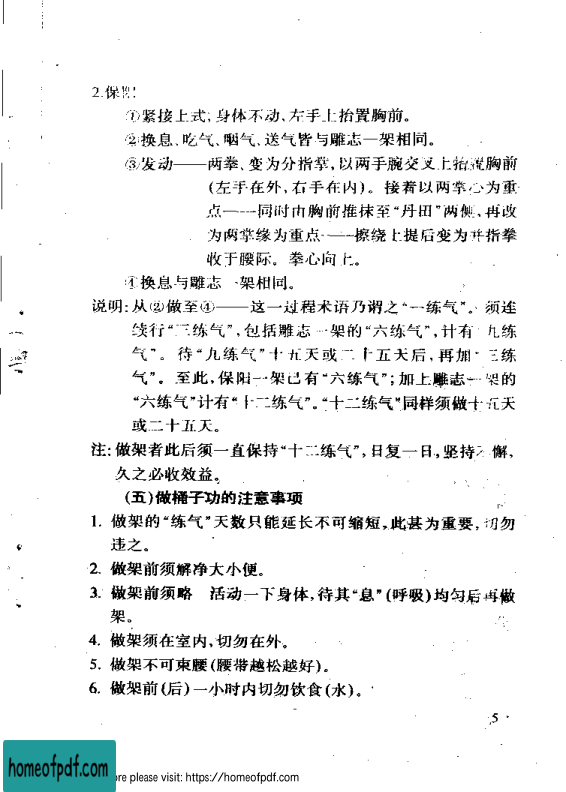 2.保阳
①紧接上式;身体不动,左手上抬置胸前。
②换息、吃气、咽气、送气皆与雕志一架相同。
③发动——两拳、变为分指掌,以两手腕交叉上抬至胸前
(左手在外,右手在内)。接着以两掌心为重
点——同时由胸前推抹至“丹田”两侧,再改
为两掌缘为重点——擦绕上提后变为并指拳
收于腰际。拳心向上。
④换息与雕志一架相同。
说明:从②做至④——这一过程术语乃谓之“一练气”。须连
续行“三练气”,包括雕志一架的“六练气”,计有“九练
气”。待“九练气”十五天或二十五天后,再加“三练
气”。至此,保阳一架已有“六练气”;加上雕志一架的
“六练气”计有“十二练气”。“十二练气”同样须做十五天
或二十五天。
注:做架者此后须一直保持“十二练气”,日复一日,坚持不懈,
久之必收效益。
(五)做桶子功的注意事项
1. 做架的“练气”天数只能延长不可缩短,此甚为重要,切勿
违之。
2. 做架前须解净大小便。
3. 做架前须略 活动一下身体,待其“息”(呼吸)均匀后再做
架。
4. 做架须在室内,切勿在外。
5. 做架不可束腰(腰带越松越好)。
6. 做架前(后)一小时内切勿饮食(水)。
5
homeofpdf.com
re please visit: https://homeofpdf.com